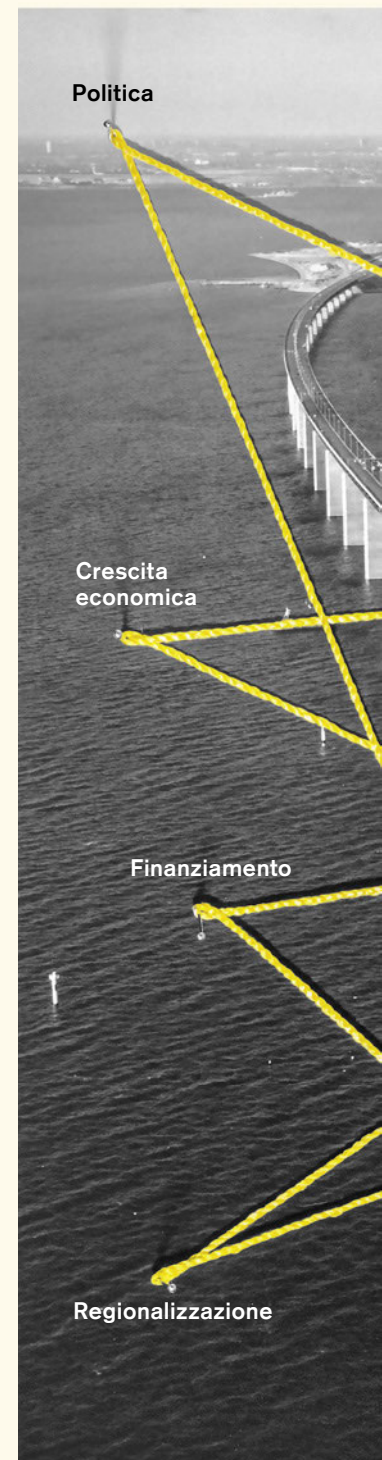 Politica
Crescita
economica
Finanziamento
Regionalizzazione